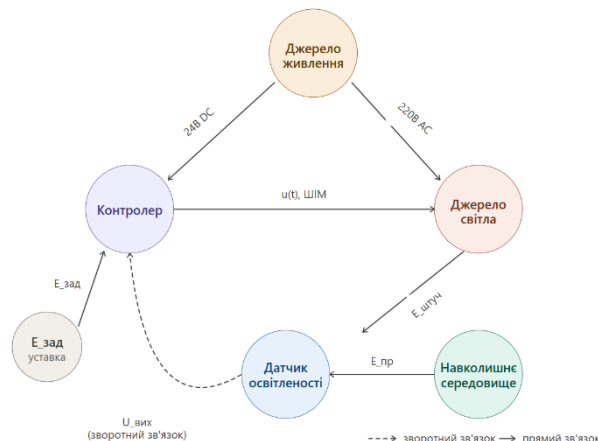 Джерело
живлення
24В DC
220В AC
Контролер
u(t), ШІМ
Джерело
світла
E_зад
E_штуч
E_зад
уставка
Датчик
освітленості
E_пр
Навколишнє
середовище
U_вих
(зворотний зв'язок)
зворотний зв'язок
прямий зв'язок